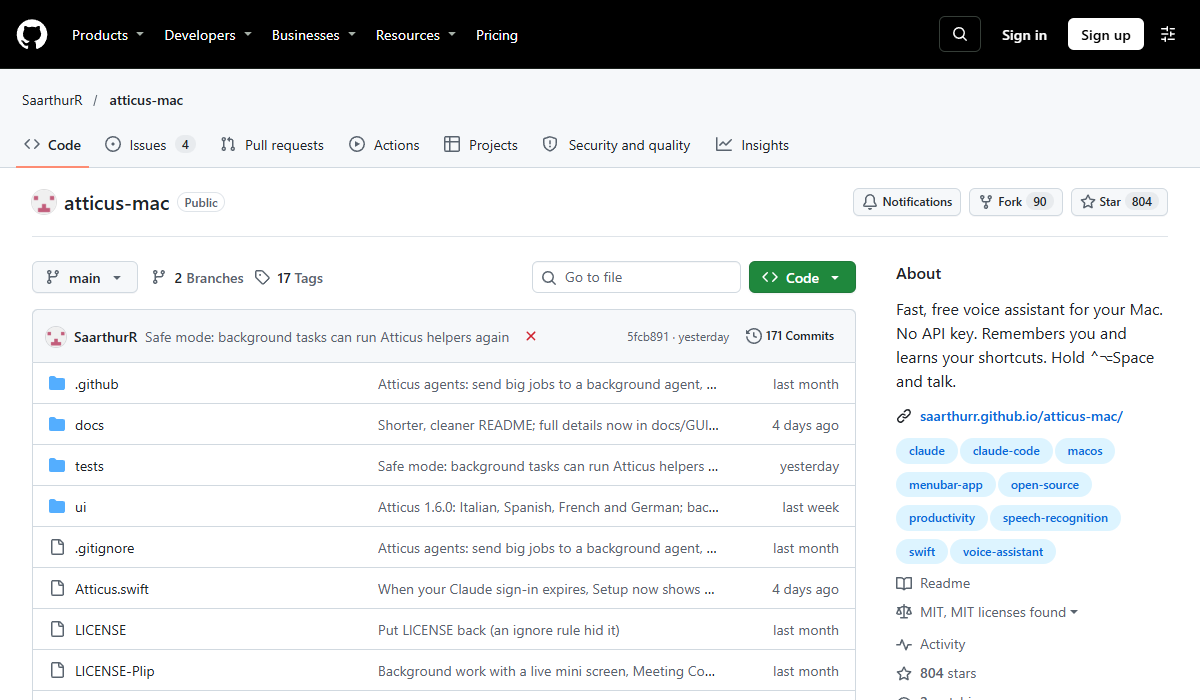 Products Developers Businesses Resources Pricing Sign in Sign up
SaarthurR / atticus-mac
Code Issues 4 Pull requests Actions Projects Security and quality Insights
atticus-mac Public Notifications Fork 90 Star 804
main 2 Branches 17 Tags Go to file Code
SaarthurR Safe mode: background tasks can run Atticus helpers again 5fcb891 · yesterday 171 Commits
.github Atticus agents: send big jobs to a background agent, … last month
docs Shorter, cleaner README; full details now in docs/GUI… 4 days ago
tests Safe mode: background tasks can run Atticus helpers … yesterday
ui Atticus 1.6.0: Italian, Spanish, French and German; bac… last week
.gitignore Atticus agents: send big jobs to a background agent, … last month
Atticus.swift When your Claude sign-in expires, Setup now shows … 4 days ago
LICENSE Put LICENSE back (an ignore rule hid it) last month
LICENSE-Plip Background work with a live mini screen, Meeting Co… last month
About
Fast, free voice assistant for your Mac.
No API key. Remembers you and
learns your shortcuts. Hold ⌃⌥Space
and talk.
saarthurr.github.io/atticus-mac/
claude claude-code macos
menubar-app open-source
productivity speech-recognition
swift voice-assistant
Readme
MIT, MIT licenses found
Activity
804 stars